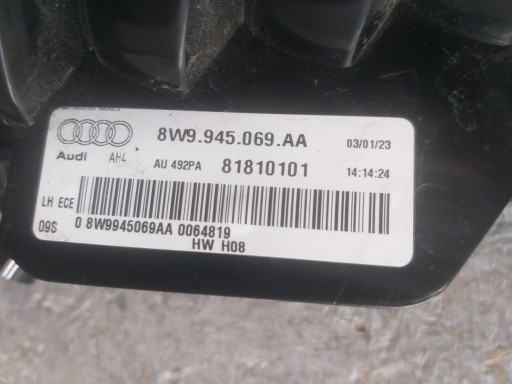 8W9.945.069.AA 03/01/23
Audi AHL AU 492PA 81810101 14:14:24
LH ECE
09S 0 8W9945069AA 0064819
HW H08